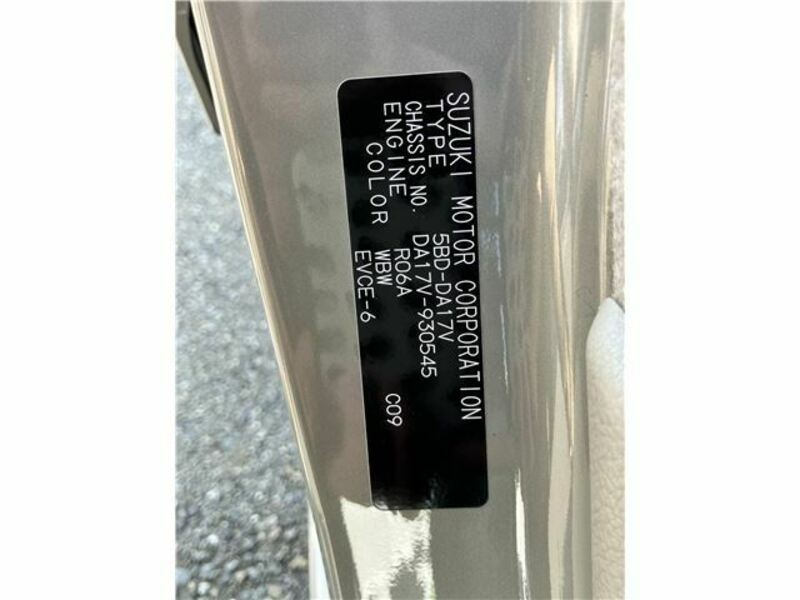 SUZUKI MOTOR CORPORATION
TYPE 5BD-DA17V
CHASSIS NO. DA17V-930545
ENGINE R06A
COLOR WBW C09
EVCE-6